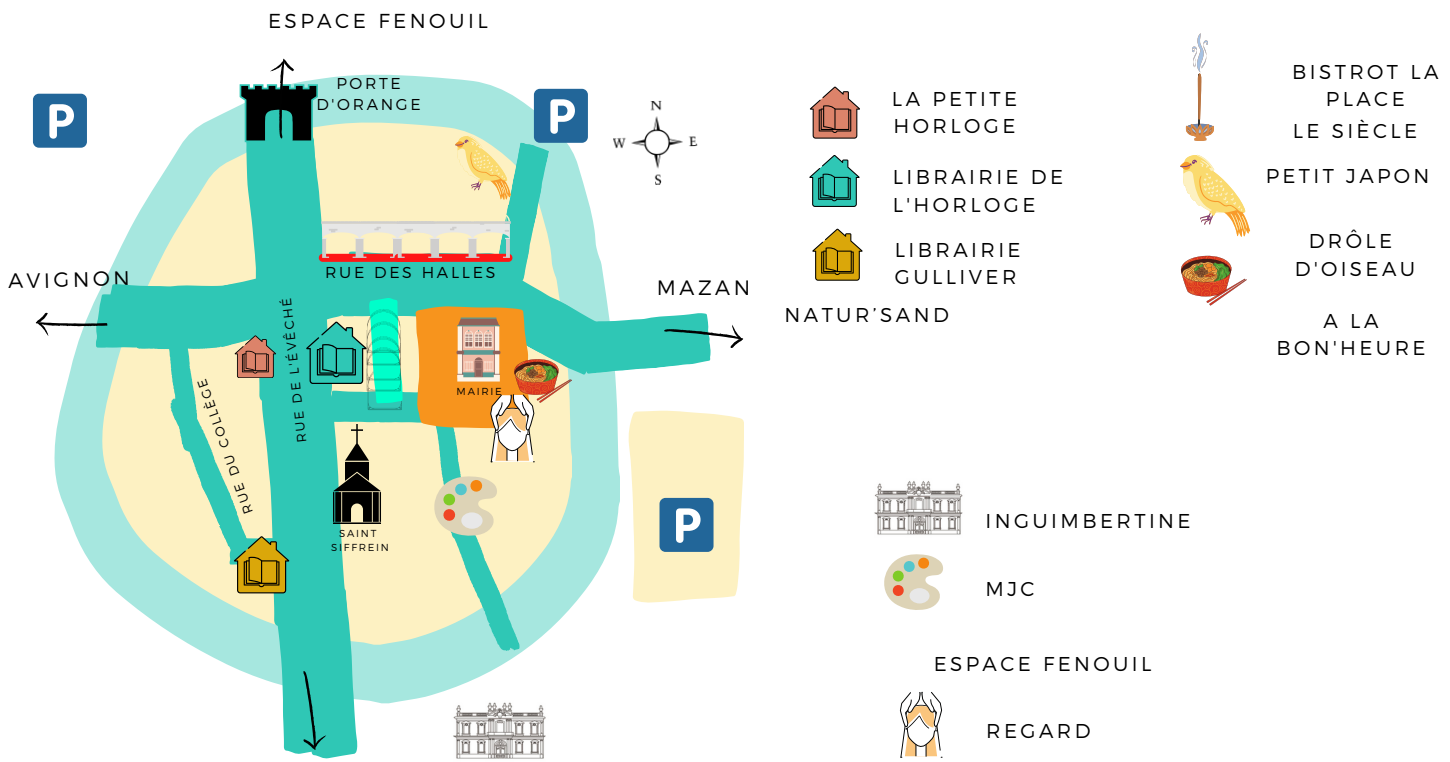 ESPACE FENOUIL
PORTE
D'ORANGE
P
P
N
W
E
S
RUE DES HALLES
AVIGNON
MAZAN
RUE DE L'ÉVÊCHÉ
RUE DU COLLÈGE
MAIRIE
SAINT
SIFFREIN
P
LA PETITE
HORLOGE
LIBRAIRIE DE
L'HORLOGE
LIBRAIRIE
GULLIVER
NATUR'SAND
BISTROT LA
PLACE
LE SIÈCLE
PETIT JAPON
DRÔLE
D'OISEAU
A LA
BON'HEURE
INGUIMBERTINE
MJC
ESPACE FENOUIL
REGARD